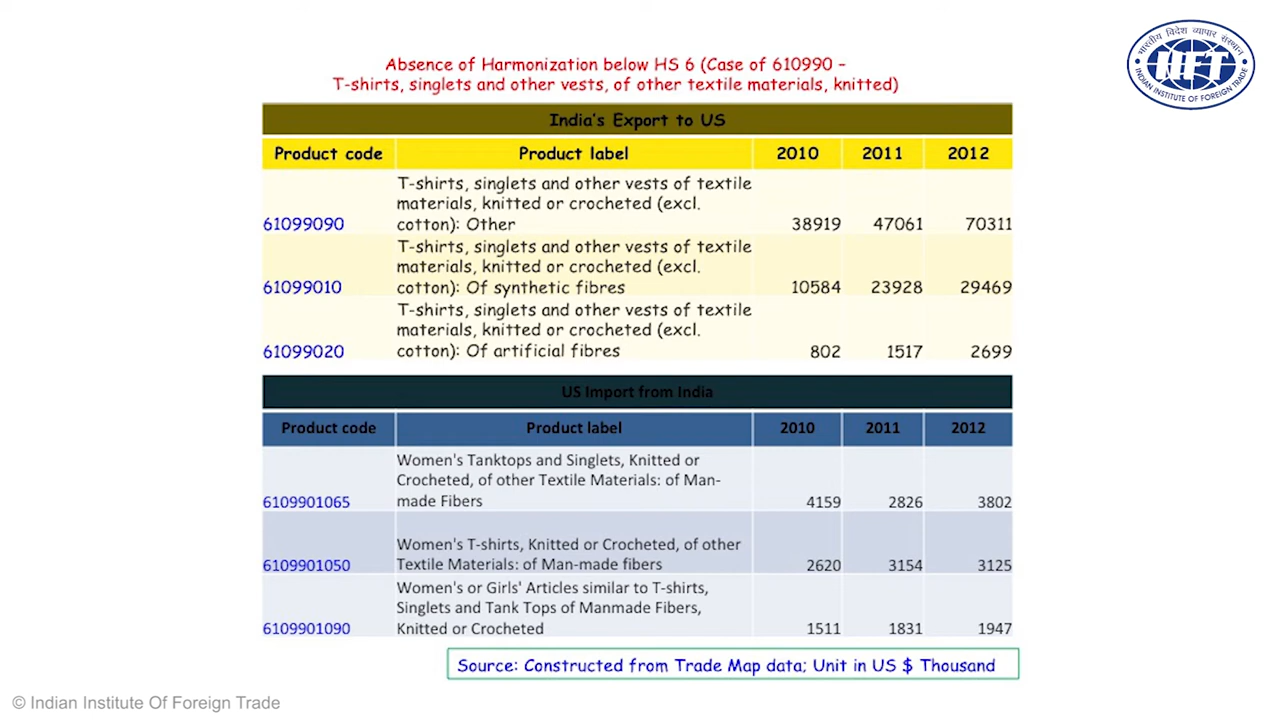 भारतीय विदेश व्यापार संस्थान
IIFT
INDIAN INSTITUTE OF FOREIGN TRADE
Absence of Harmonization below HS 6 (Case of 610990 –
T-shirts, singlets and other vests, of other textile materials, knitted)
India's Export to US
Product code Product label 2010 2011 2012
T-shirts, singlets and other vests of textile
materials, knitted or crocheted (excl.
61099090 cotton): Other 38919 47061 70311
T-shirts, singlets and other vests of textile
materials, knitted or crocheted (excl.
61099010 cotton): Of synthetic fibres 10584 23928 29469
T-shirts, singlets and other vests of textile
materials, knitted or crocheted (excl.
61099020 cotton): Of artificial fibres 802 1517 2699
US Import from India
Product code Product label 2010 2011 2012
Women's Tanktops and Singlets, Knitted or
Crocheted, of other Textile Materials: of Man-
6109901065 made Fibers 4159 2826 3802
Women's T-shirts, Knitted or Crocheted, of other
6109901050 Textile Materials: of Man-made fibers 2620 3154 3125
Women's or Girls' Articles similar to T-shirts,
Singlets and Tank Tops of Manmade Fibers,
6109901090 Knitted or Crocheted 1511 1831 1947
Source: Constructed from Trade Map data; Unit in US $ Thousand
© Indian Institute Of Foreign Trade